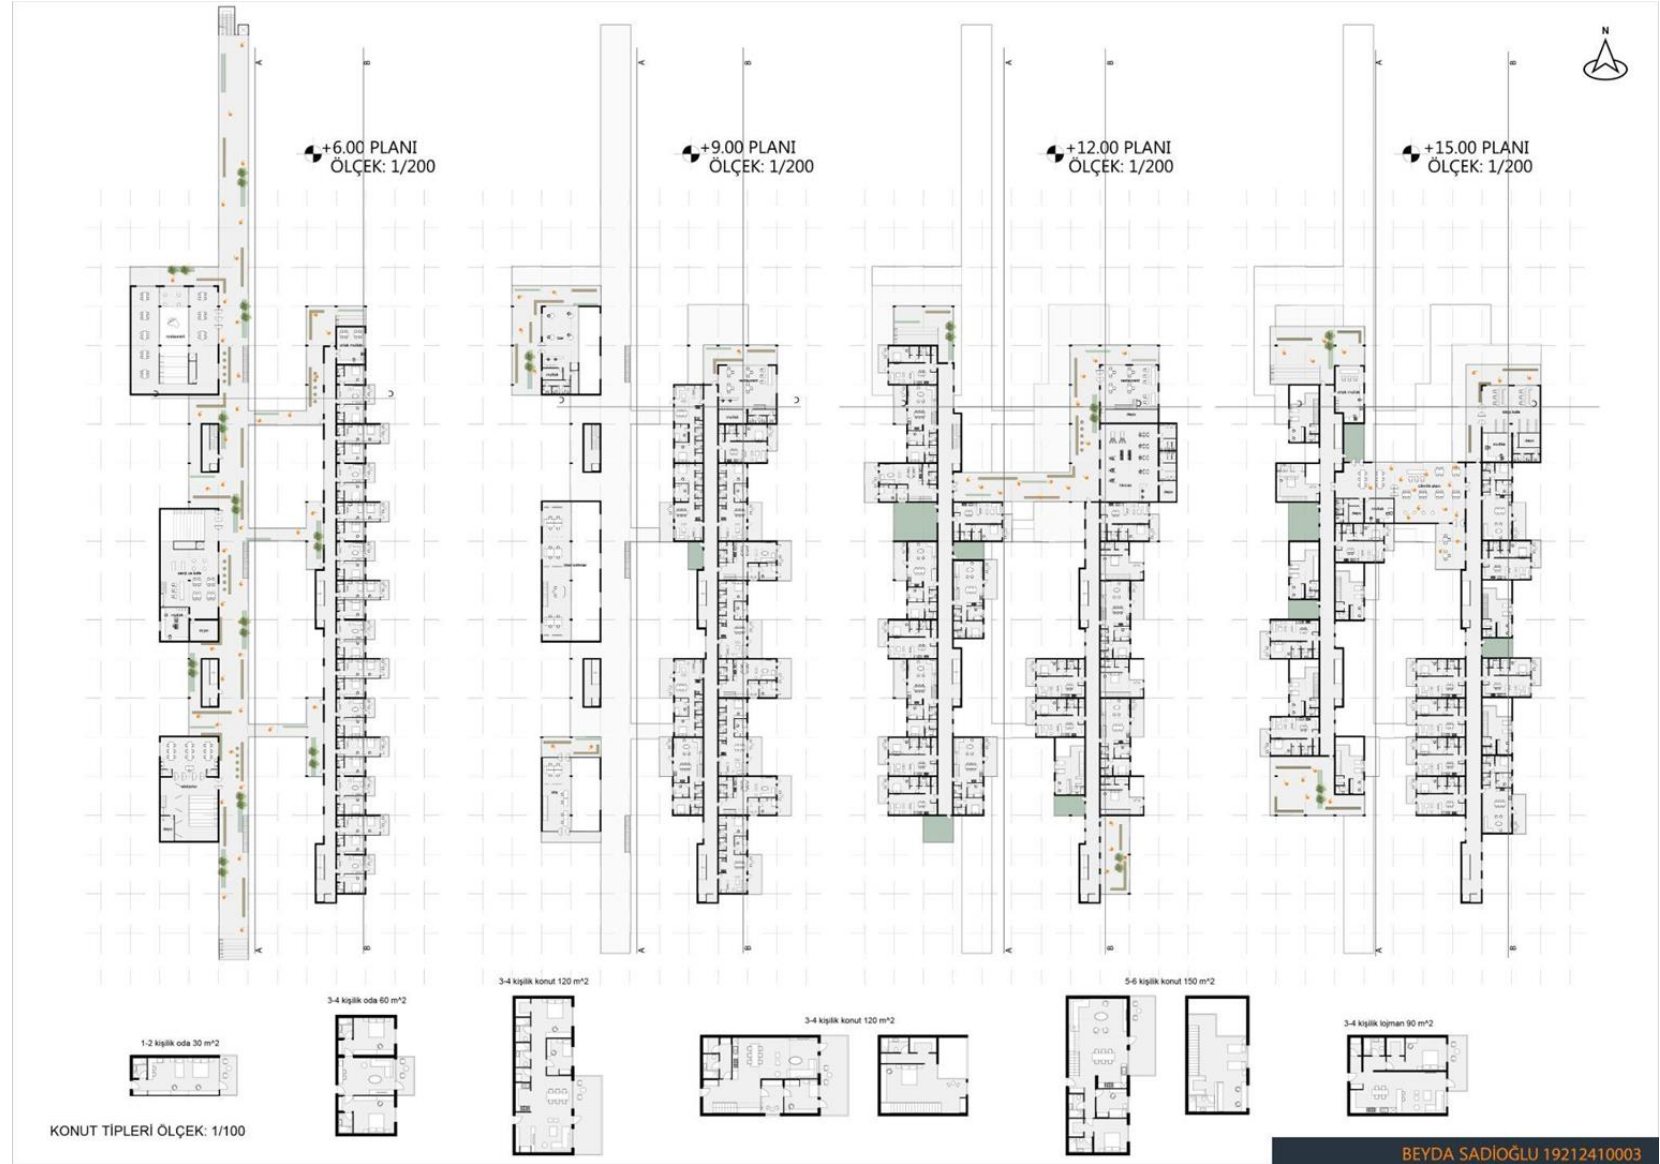 N
A
B
A
B
A
B
A
B
+6.00 PLANI
ÖLÇEK: 1/200
+9.00 PLANI
ÖLÇEK: 1/200
+12.00 PLANI
ÖLÇEK: 1/200
+15.00 PLANI
ÖLÇEK: 1/200
C
C
C
C
C
C
A
B
A
B
A
B
A
B
1-2 kişilik oda 30 m^2
3-4 kişilik oda 60 m^2
3-4 kişilik konut 120 m^2
3-4 kişilik konut 120 m^2
5-6 kişilik konut 150 m^2
3-4 kişilik lojman 90 m^2
KONUT TİPLERİ ÖLÇEK: 1/100
BEYDA SADİOĞLU 19212410003